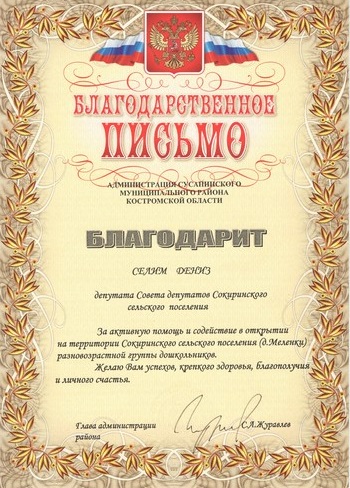 БЛАГОДАРСТВЕННОЕ
ПИСЬМО
АДМИНИСТРАЦИЯ СУСАНИНСКОГО
МУНИЦИПАЛЬНОГО РАЙОНА
КОСТРОМСКОЙ ОБЛАСТИ
БЛАГОДАРИТ
СЕЛИМ ДЕНИЗ
депутата Совета депутатов Сокиринского
сельского поселения
За активную помощь и содействие в открытии
на территории Сокиринского сельского поселения (д.Меленки)
разновозрастной группы дошкольников.
Желаю Вам успехов, крепкого здоровья, благополучия
и личного счастья.
Глава администрации
района
С.А.Журавлев